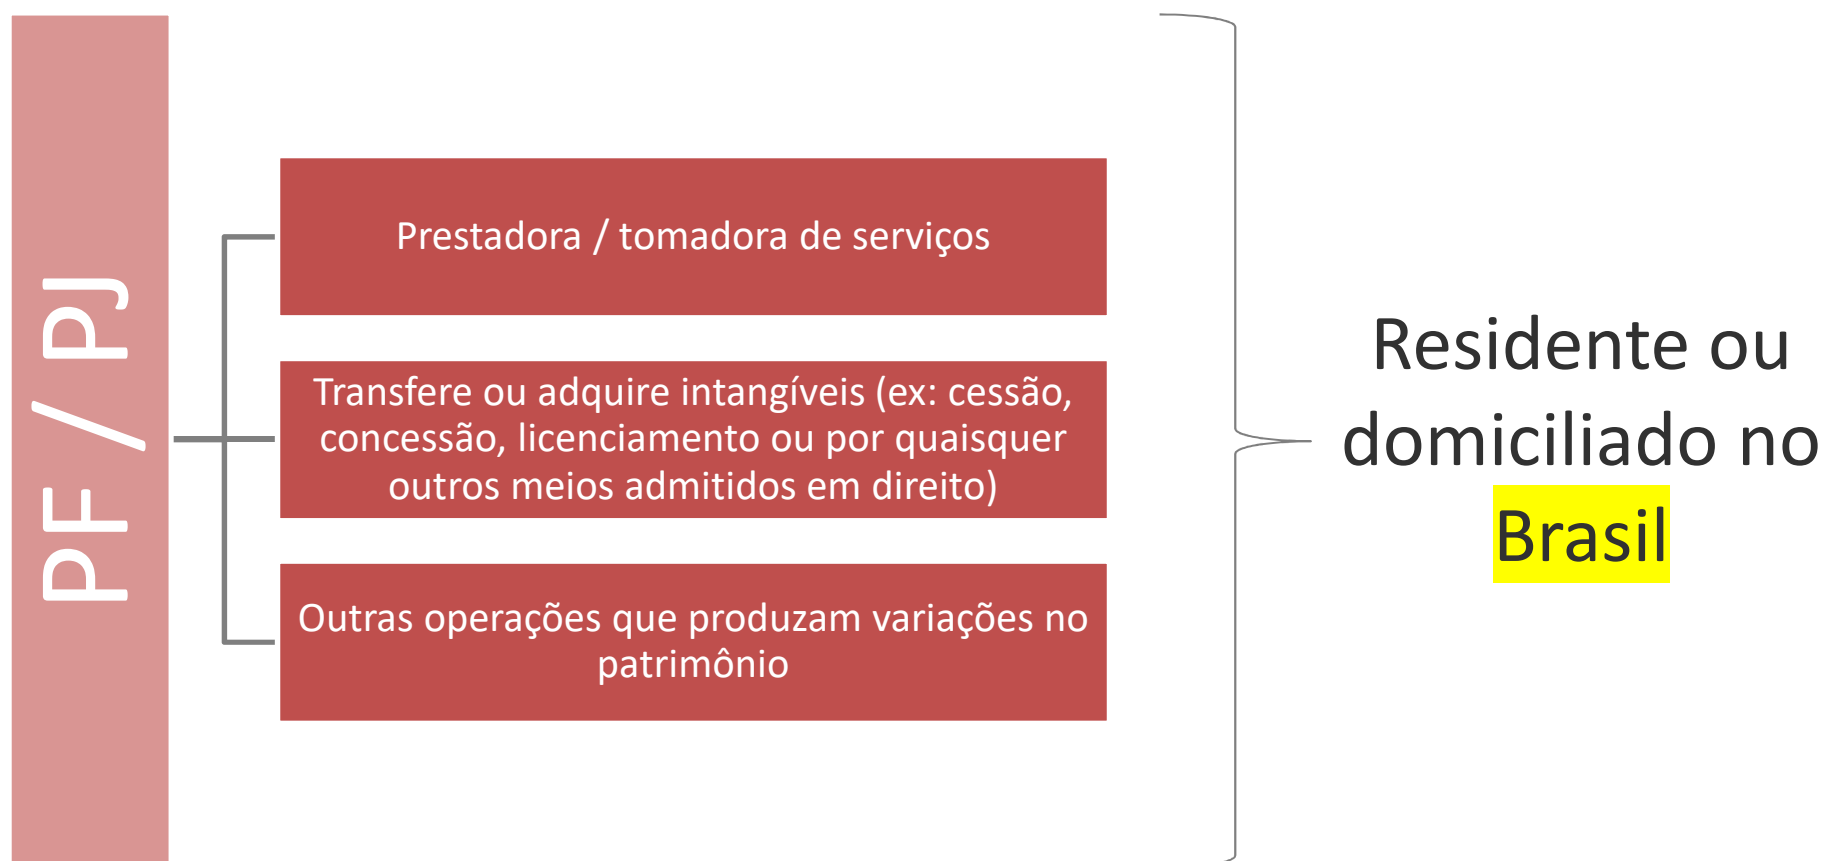 PF / PJ
Prestadora / tomadora de serviços
Transfere ou adquire intangíveis (ex: cessão,
concessão, licenciamento ou por quaisquer
outros meios admitidos em direito)
Outras operações que produzam variações no
patrimônio
Residente ou
domiciliado no
Brasil